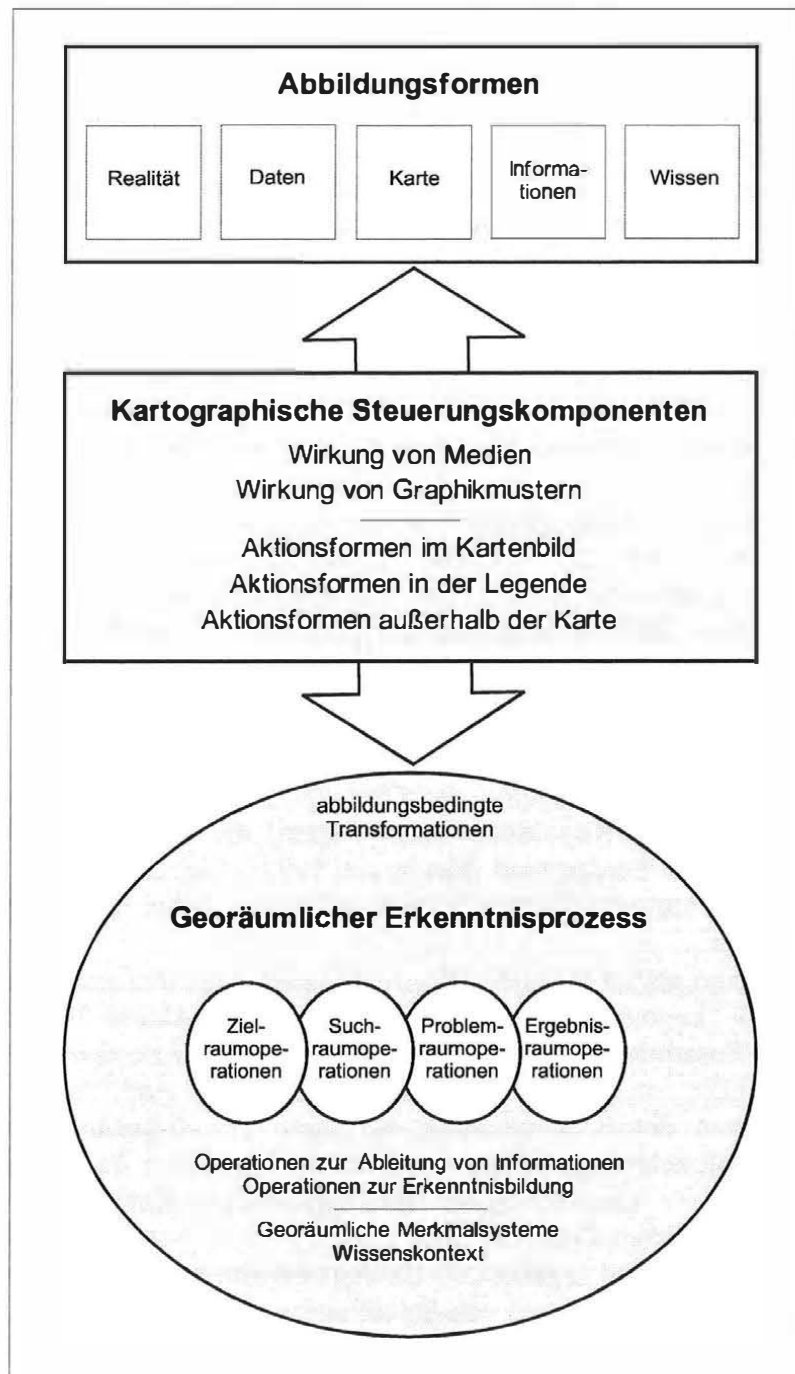 Abbildungsformen
Realität
Daten
Karte
Informa-
tionen
Wissen
Kartographische Steuerungskomponenten
Wirkung von Medien
Wirkung von Graphikmustern
Aktionsformen im Kartenbild
Aktionsformen in der Legende
Aktionsformen außerhalb der Karte
abbildungsbedingte
Transformationen
Georäumlicher Erkenntnisprozess
Ziel-
raumope-
rationen
Such-
raumope-
rationen
Problem-
raumope-
rationen
Ergebnis-
raumope-
rationen
Operationen zur Ableitung von Informationen
Operationen zur Erkenntnisbildung
Georäumliche Merkmalsysteme
Wissenskontext